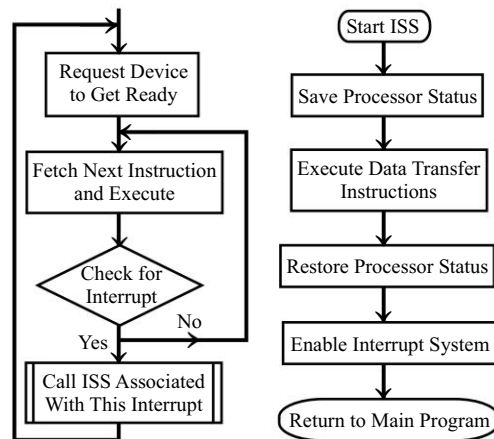 Request Device
to Get Ready
Fetch Next Instruction
and Execute
Check for
Interrupt
No
Yes
Call ISS Associated
With This Interrupt
Start ISS
Save Processor Status
Execute Data Transfer
Instructions
Restore Processor Status
Enable Interrupt System
Return to Main Program